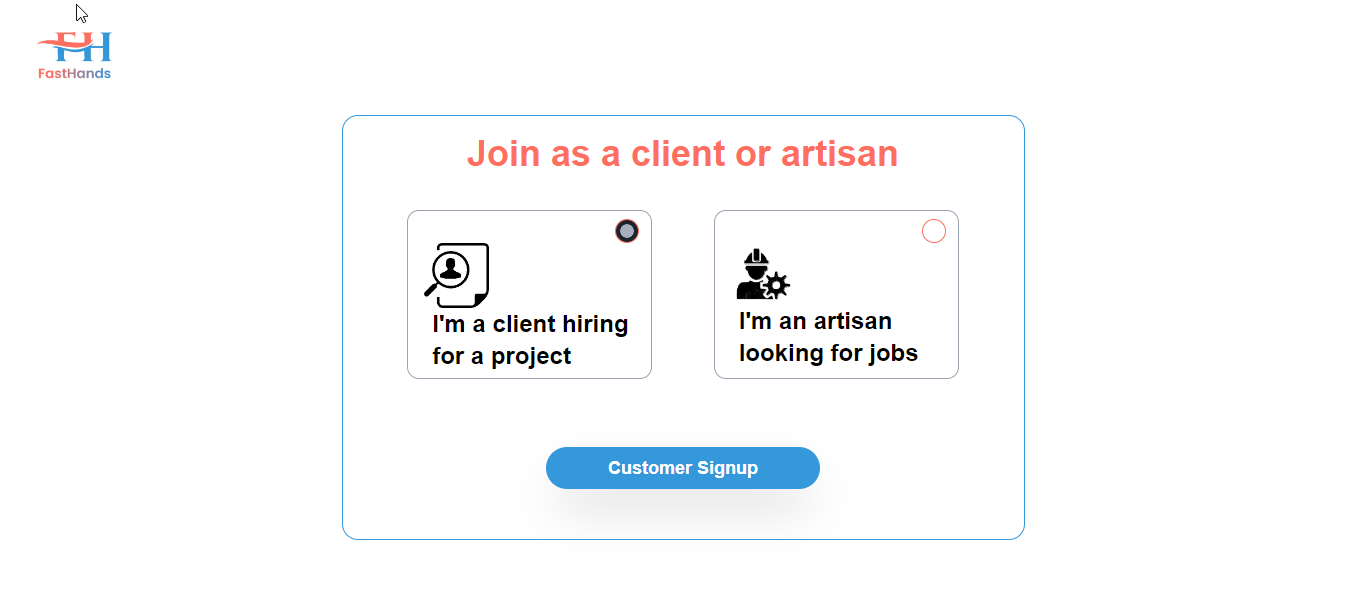 FH
FastHands
Join as a client or artisan
I'm a client hiring
for a project
I'm an artisan
looking for jobs
Customer Signup